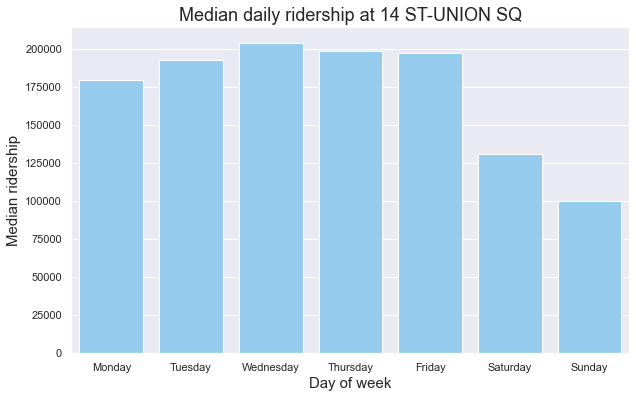 Median daily ridership at 14 ST-UNION SQ
Median ridership
200000
175000
150000
125000
100000
75000
50000
25000
0
Monday Tuesday Wednesday Thursday Friday Saturday Sunday
Day of week